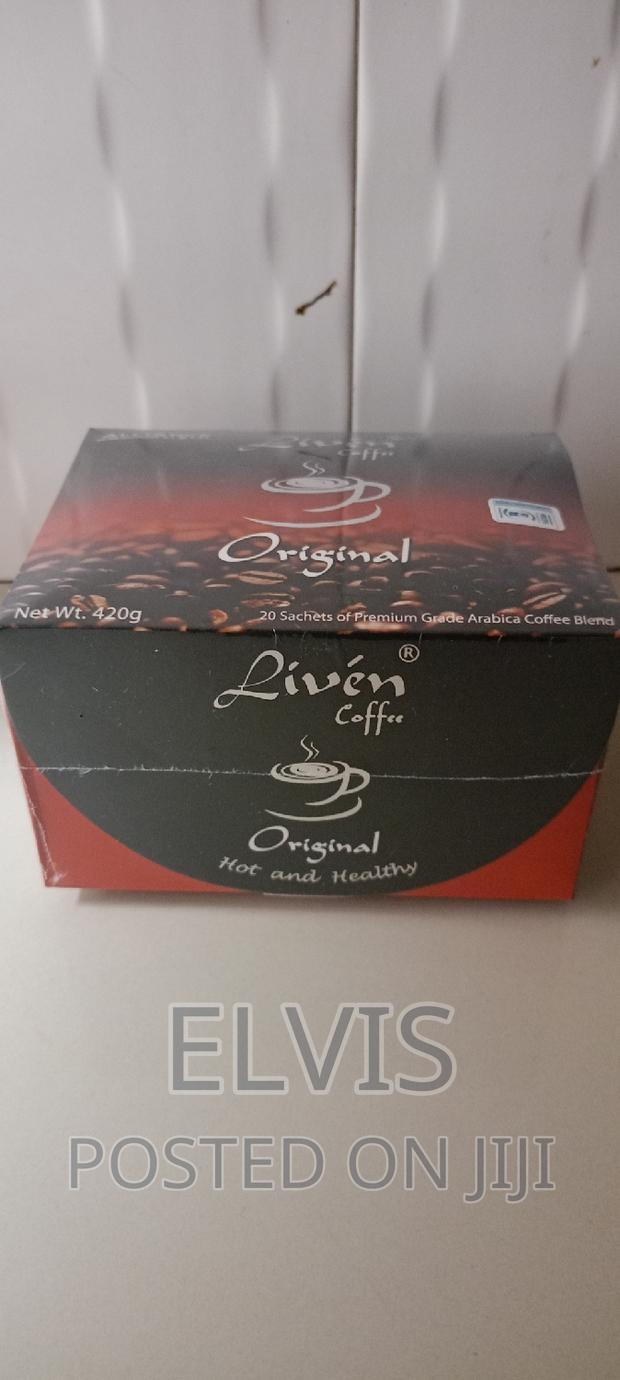 Livén
Coffee
Original
Net Wt. 420g
20 Sachets of Premium Grade Arabica Coffee Blend
Livén®
Coffee
Original
Hot and Healthy
ELVIS
POSTED ON JIJI